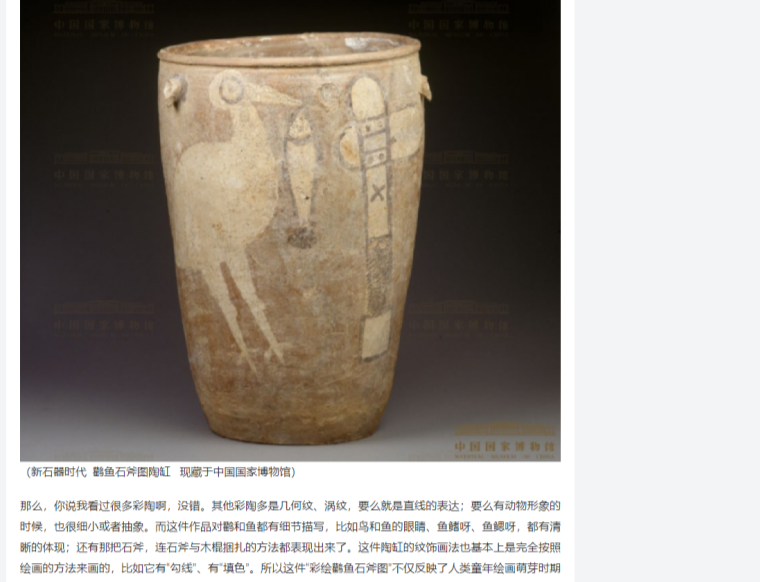 中国国家博物馆
(新石器时代 鹳鱼石斧图陶缸 现藏于中国国家博物馆)
那么，你说我看过很多彩陶啊，没错。其他彩陶多是几何纹、涡纹，要么就是直线的表达；要么有动物形象的
时候，也很细小或者抽象。而这件作品对鹳和鱼都有细节描写，比如鸟和鱼的眼睛、鱼鳍呀、鱼鳃呀，都有清
晰的体现；还有那把石斧，连石斧与木棍捆扎的方法都表现出来了。这件陶缸的纹饰画法也基本上是完全按照
绘画的方法来画的，比如它有"勾线"、有"填色"。所以这件"彩绘鹳鱼石斧图"不仅反映了人类童年绘画萌芽时期